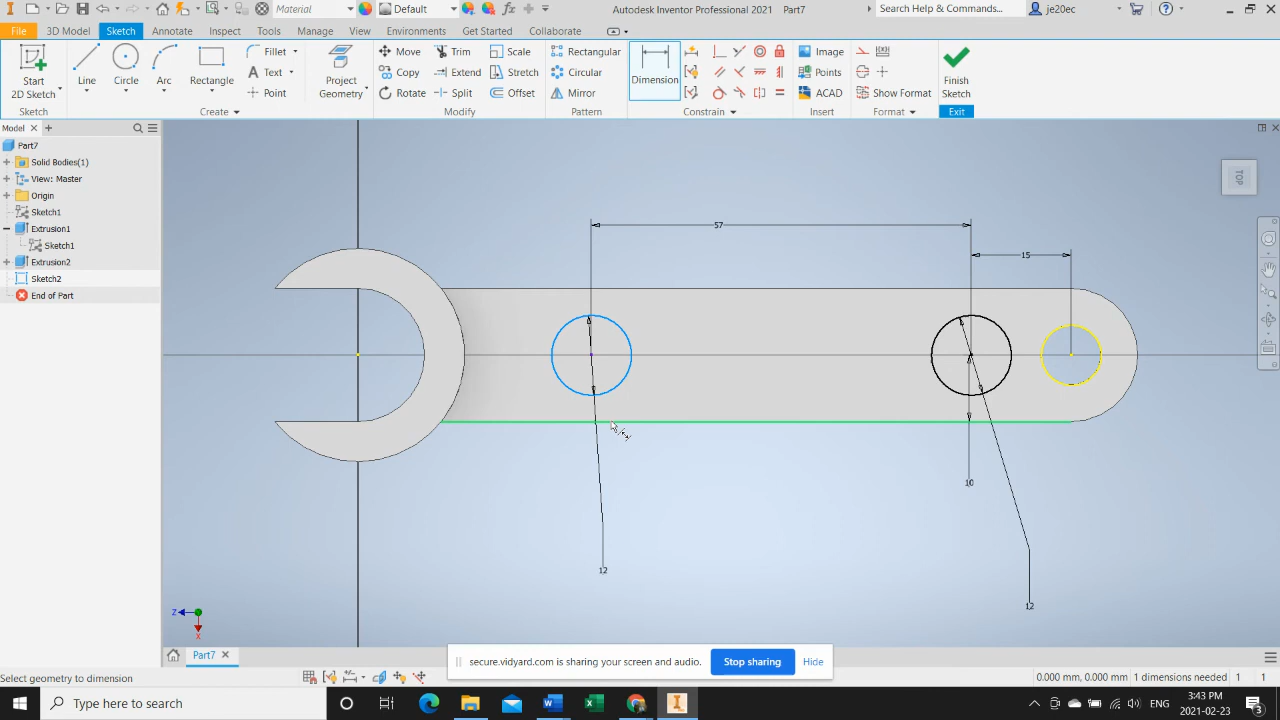 Material
Default
Autodesk Inventor Professional 2021 Part7
Search Help & Commands...
je20ec
File
3D Model
Sketch
Annotate
Inspect
Tools
Manage
View
Environments
Get Started
Collaborate
Start
2D Sketch
Line
Circle
Arc
Rectangle
Fillet
Text
Point
Project
Geometry
Move
Copy
Rotate
Trim
Extend
Split
Scale
Stretch
Offset
Rectangular
Circular
Mirror
Dimension
Image
Points
ACAD
Show Format
Finish
Sketch
Sketch
Create
Modify
Pattern
Constrain
Insert
Format
Exit
Model
Part7
Solid Bodies(1)
View: Master
Origin
Sketch1
Extrusion1
Sketch1
Extrusion2
Sketch2
End of Part
TOP
57
15
10
12
12
Z
X
Part7
secure.vidyard.com is sharing your screen and audio.
Stop sharing
Hide
Select geometry to dimension
0.000 mm, 0.000 mm
1 dimensions needed
1
1
Type here to search
ENG
3:43 PM
2021-02-23
3